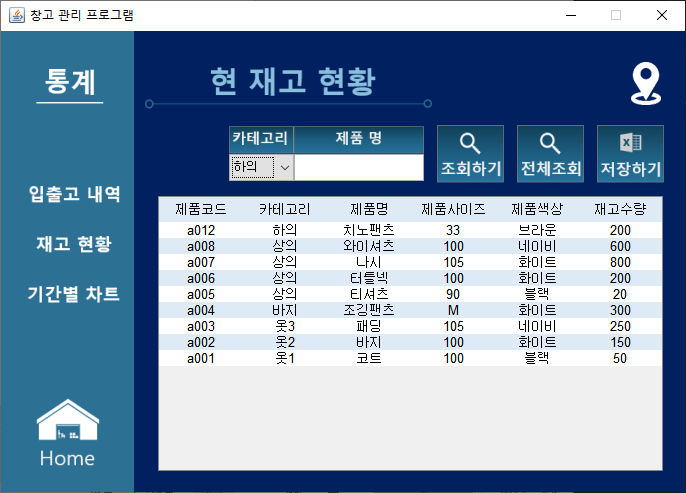 창고 관리 프로그램
통계
현 재고 현황
카테고리 제품 명
하의
조회하기 전체조회 저장하기
입출고 내역
재고 현황
기간별 차트
Home
제품코드 카테고리 제품명 제품사이즈 제품색상 재고수량
a012 하의 치노팬츠 33 브라운 200
a008 상의 와이셔츠 100 네이비 600
a007 상의 나시 105 화이트 800
a006 상의 터틀넥 100 화이트 200
a005 상의 티셔츠 90 블랙 20
a004 바지 조깅팬츠 M 화이트 300
a003 옷3 패딩 105 네이비 250
a002 옷2 바지 100 화이트 150
a001 옷1 코트 100 블랙 50